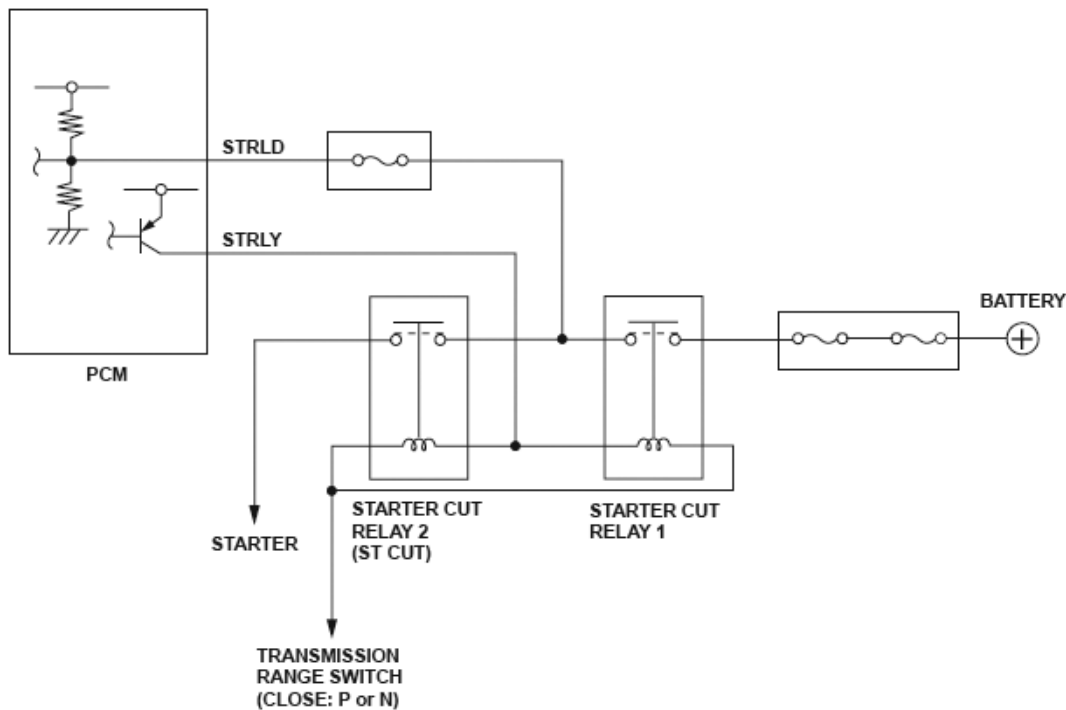 STRLD
STRLY
PCM
BATTERY
STARTER CUT
RELAY 2
(ST CUT)
STARTER CUT
RELAY 1
STARTER
TRANSMISSION
RANGE SWITCH
(CLOSE: P or N)